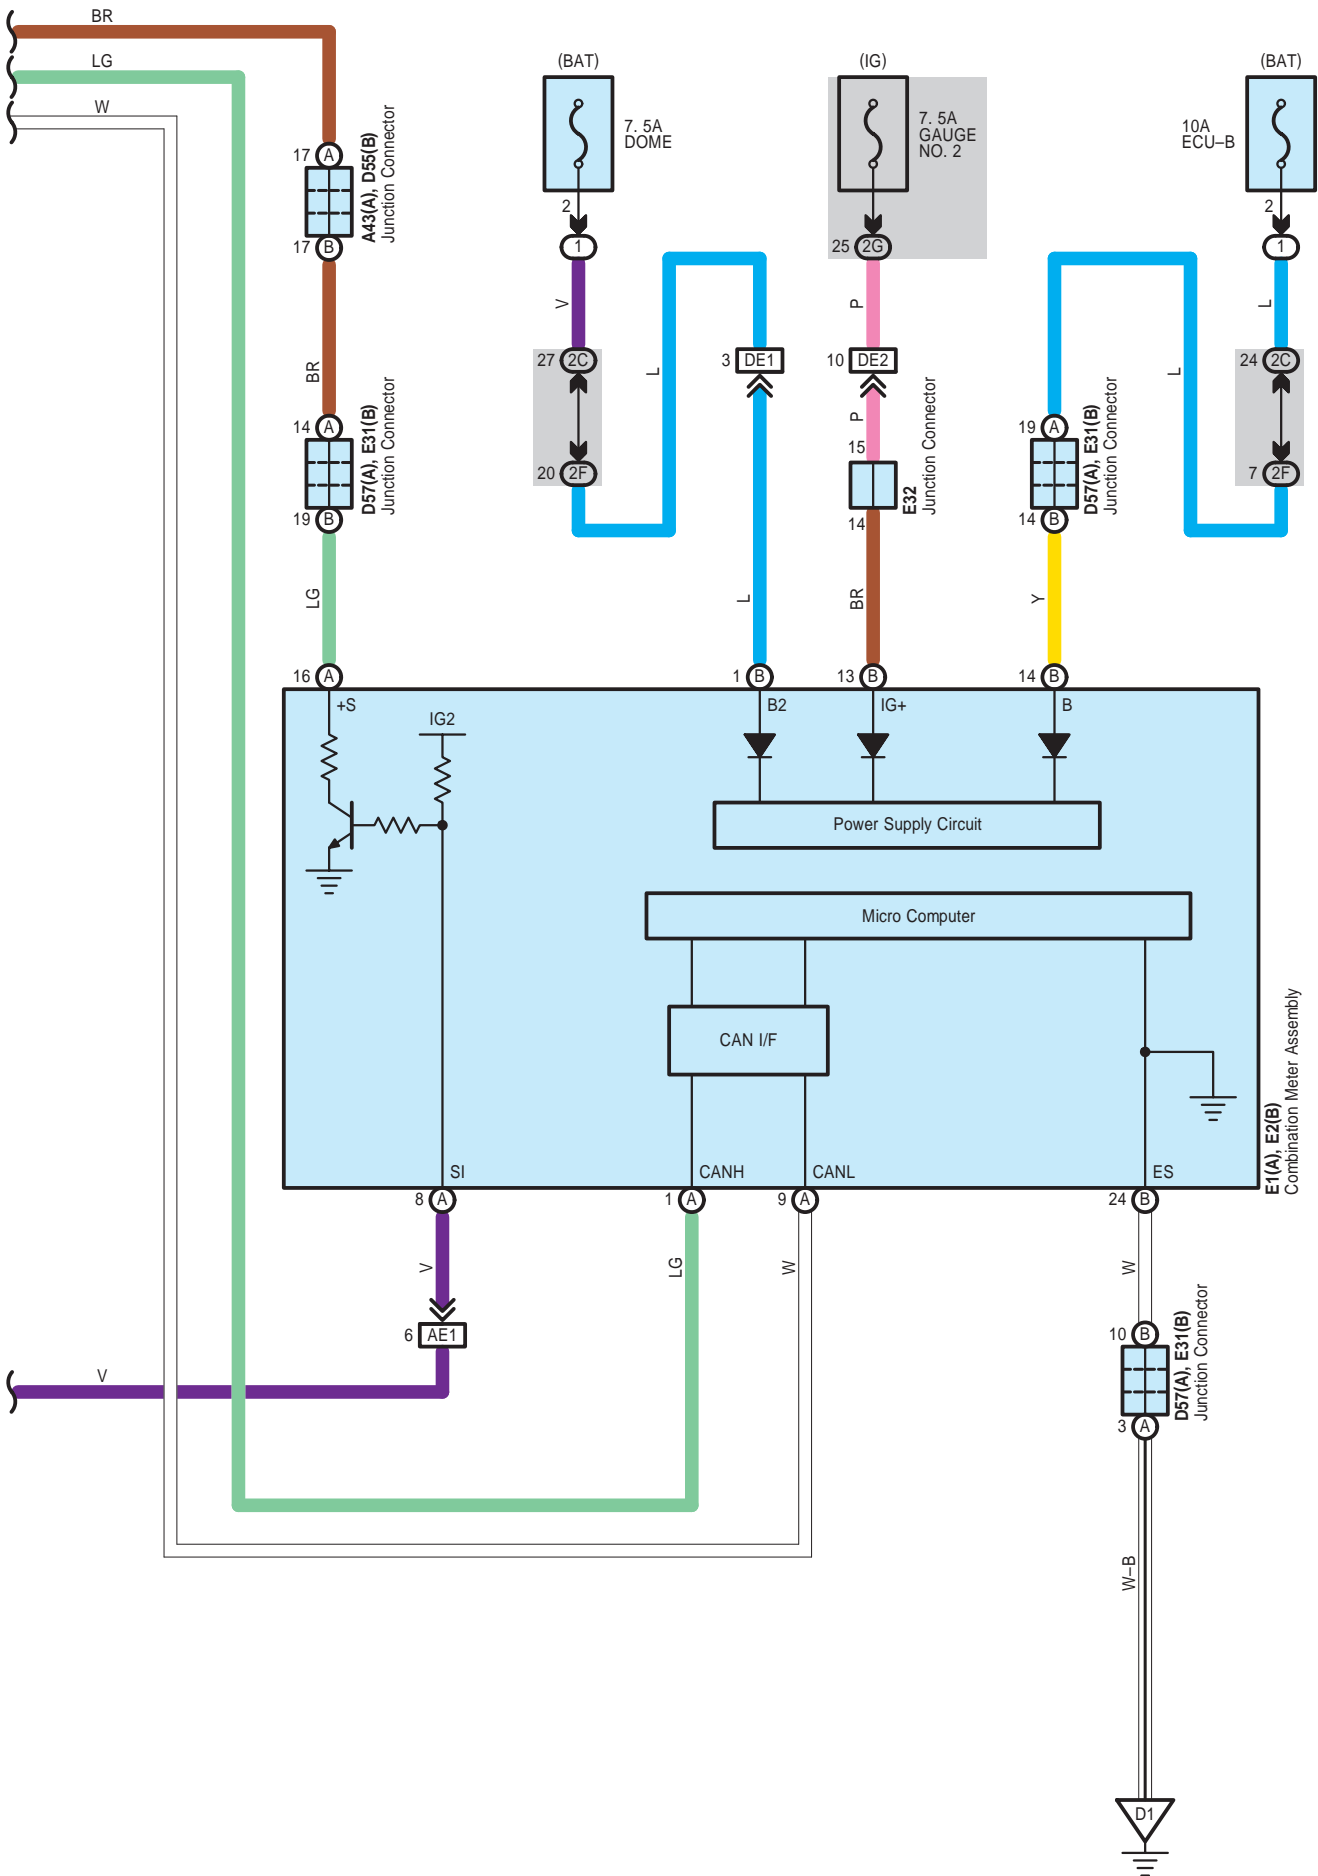 BR
LG
W
(BAT)
(IG)
(BAT)
7. 5A
DOME
7. 5A
GAUGE
NO. 2
10A
ECU–B
17 A
A43(A), D55(B)
Junction Connector
17 B
2
1
25 2G
2
1
V
L
P
L
L
BR
27 2C
3 DE1
10 DE2
24 2C
P
14 A
D57(A), E31(B)
Junction Connector
19 B
20 2F
15
E32
Junction Connector
14
19 A
D57(A), E31(B)
Junction Connector
14 B
7 2F
LG
L
BR
Y
16 A
1 B
13 B
14 B
+S
IG2
B2
IG+
B
Power Supply Circuit
Micro Computer
CAN I/F
E1(A), E2(B)
Combination Meter Assembly
SI
CANH
CANL
ES
8 A
1 A
9 A
24 B
V
LG
W
W
6 AE1
10 B
D57(A), E31(B)
Junction Connector
3 A
V
W–B
D1